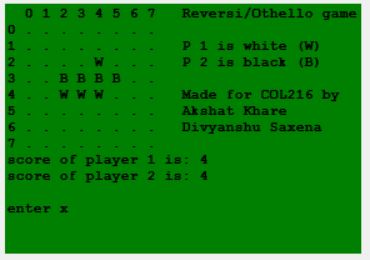 0 1 2 3 4 5 6 7 Reversi/Othello game
0 . . . . . . . .
1 . . . . . . . . P 1 is white (W)
2 . . . . W . . . P 2 is black (B)
3 . . B B B B . .
4 . . W W W . . . Made for COL216 by
5 . . . . . . . . Akshat Khare
6 . . . . . . . . Divyanshu Saxena
7 . . . . . . . .
score of player 1 is: 4
score of player 2 is: 4
enter x